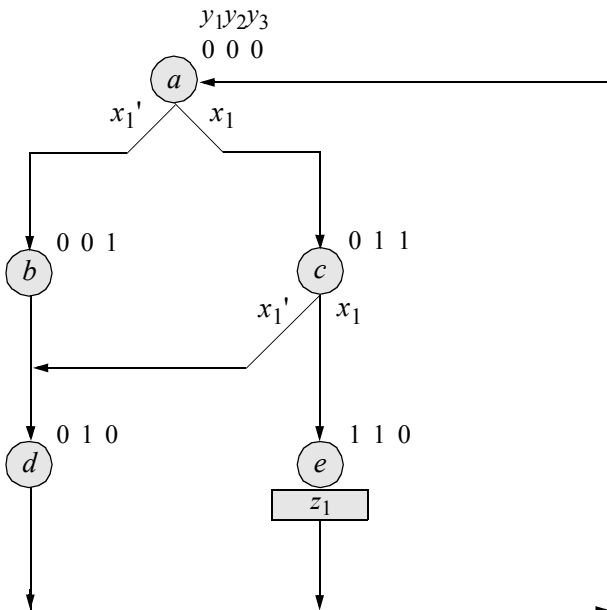 y₁y₂y₃
0 0 0
a
x₁' x₁
0 0 1
0 1 1
b
c
x₁' x₁
0 1 0
1 1 0
d
e
z₁